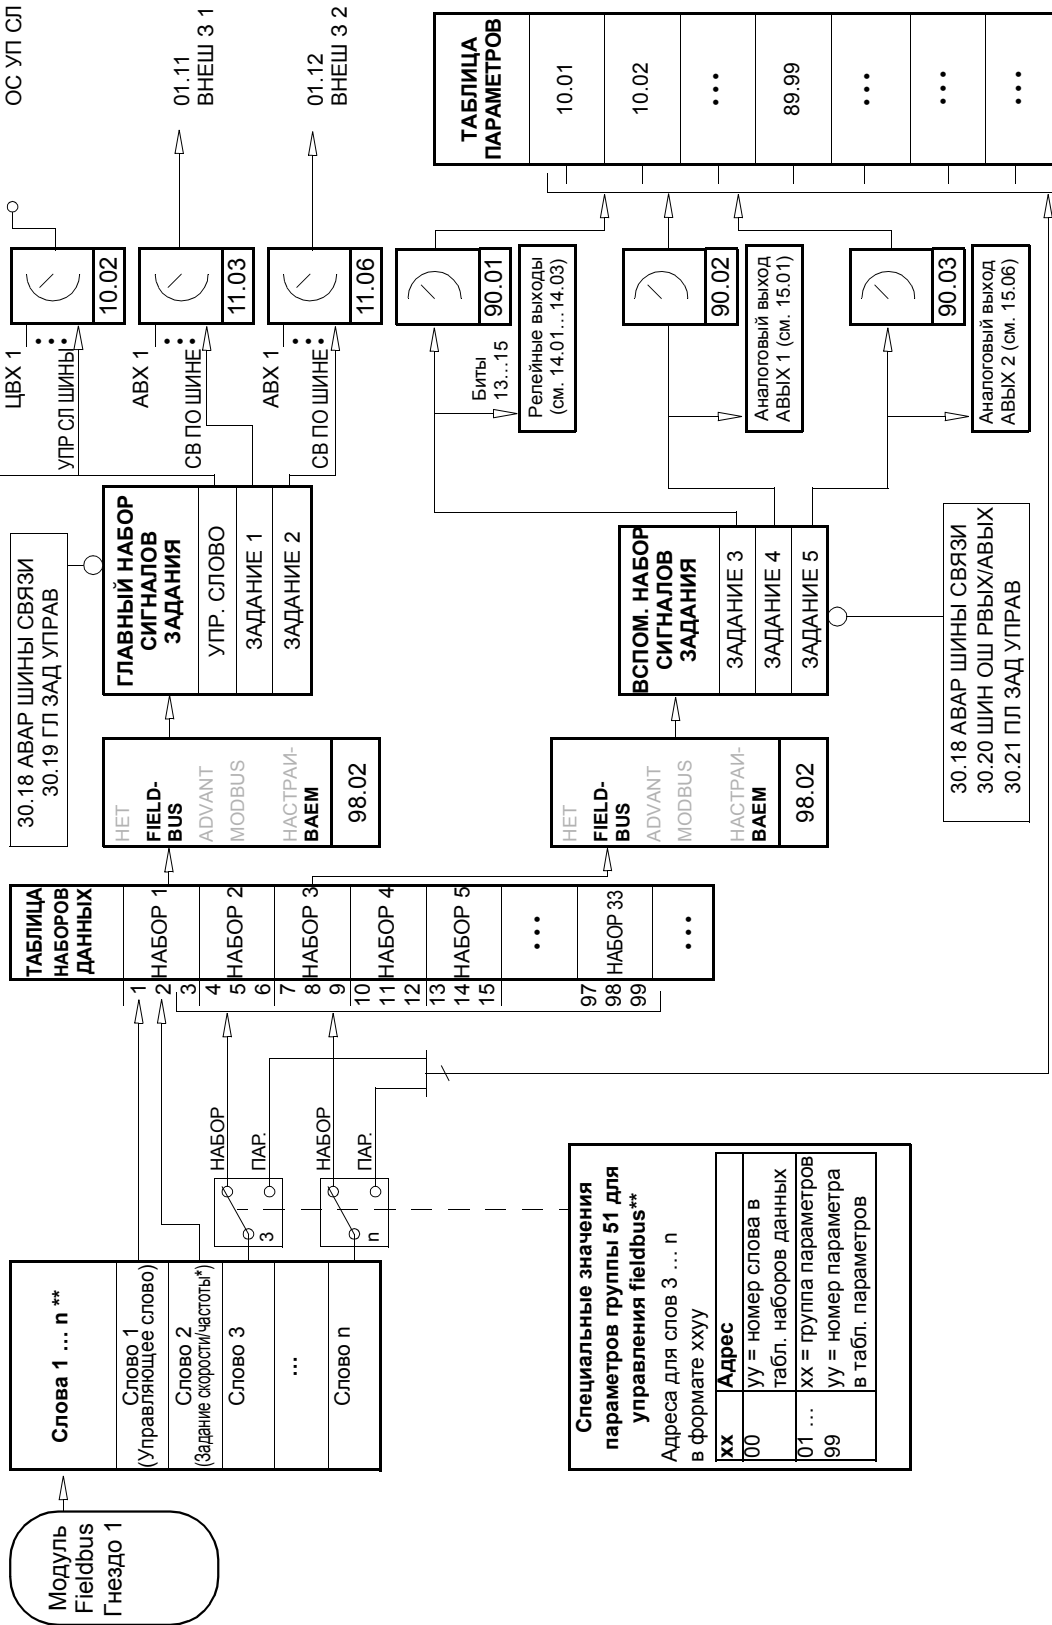 Модуль
Fieldbus
Гнездо 1
Слова 1 … n **
Слово 1
(Управляющее слово)
Слово 2
(Задание скорости/частоты*)
Слово 3
...
Слово n
3
n
НАБОР
ПАР.
НАБОР
ПАР.
Специальные значения
параметров группы 51 для
управления fieldbus**
Адреса для слов 3 … n
в формате xxyy
xx Адрес
00 yy = номер слова в
табл. наборов данных
01 … xx = группа параметров
99 yy = номер параметра
в табл. параметров
ТАБЛИЦА
НАБОРОВ
ДАННЫХ
1
2 НАБОР 1
3
4
5 НАБОР 2
6
7
8 НАБОР 3
9
10
11 НАБОР 4
12
13
14 НАБОР 5
15
• • •
97
98 НАБОР 33
99
• • •
НЕТ
FIELD-
BUS
ADVANT
MODBUS
НАСТРАИ-
ВАЕМ
98.02
НЕТ
FIELD-
BUS
ADVANT
MODBUS
НАСТРАИ-
ВАЕМ
98.02
30.18 АВАР ШИНЫ СВЯЗИ
30.19 ГЛ ЗАД УПРАВ
ГЛАВНЫЙ НАБОР
СИГНАЛОВ
ЗАДАНИЯ
УПР. СЛОВО
ЗАДАНИЕ 1
ЗАДАНИЕ 2
ВСПОМ. НАБОР
СИГНАЛОВ
ЗАДАНИЯ
ЗАДАНИЕ 3
ЗАДАНИЕ 4
ЗАДАНИЕ 5
30.18 АВАР ШИНЫ СВЯЗИ
30.20 ШИН ОШ РВЫХ/АВЫХ
30.21 ПЛ ЗАД УПРАВ
ЦВХ 1
• • •
УПР СЛ ШИНЫ
10.02
ОС УП СЛ
АВХ 1
• • •
СВ ПО ШИНЕ
11.03
01.11
ВНЕШ З 1
АВХ 1
• • •
СВ ПО ШИНЕ
11.06
01.12
ВНЕШ З 2
90.01
Биты
13…15
Релейные выходы
(см. 14.01…14.03)
90.02
Аналоговый выход
АВЫХ 1 (см. 15.01)
90.03
Аналоговый выход
АВЫХ 2 (см. 15.06)
ТАБЛИЦА
ПАРАМЕТРОВ
10.01
10.02
• • •
89.99
• • •
• • •
• • •